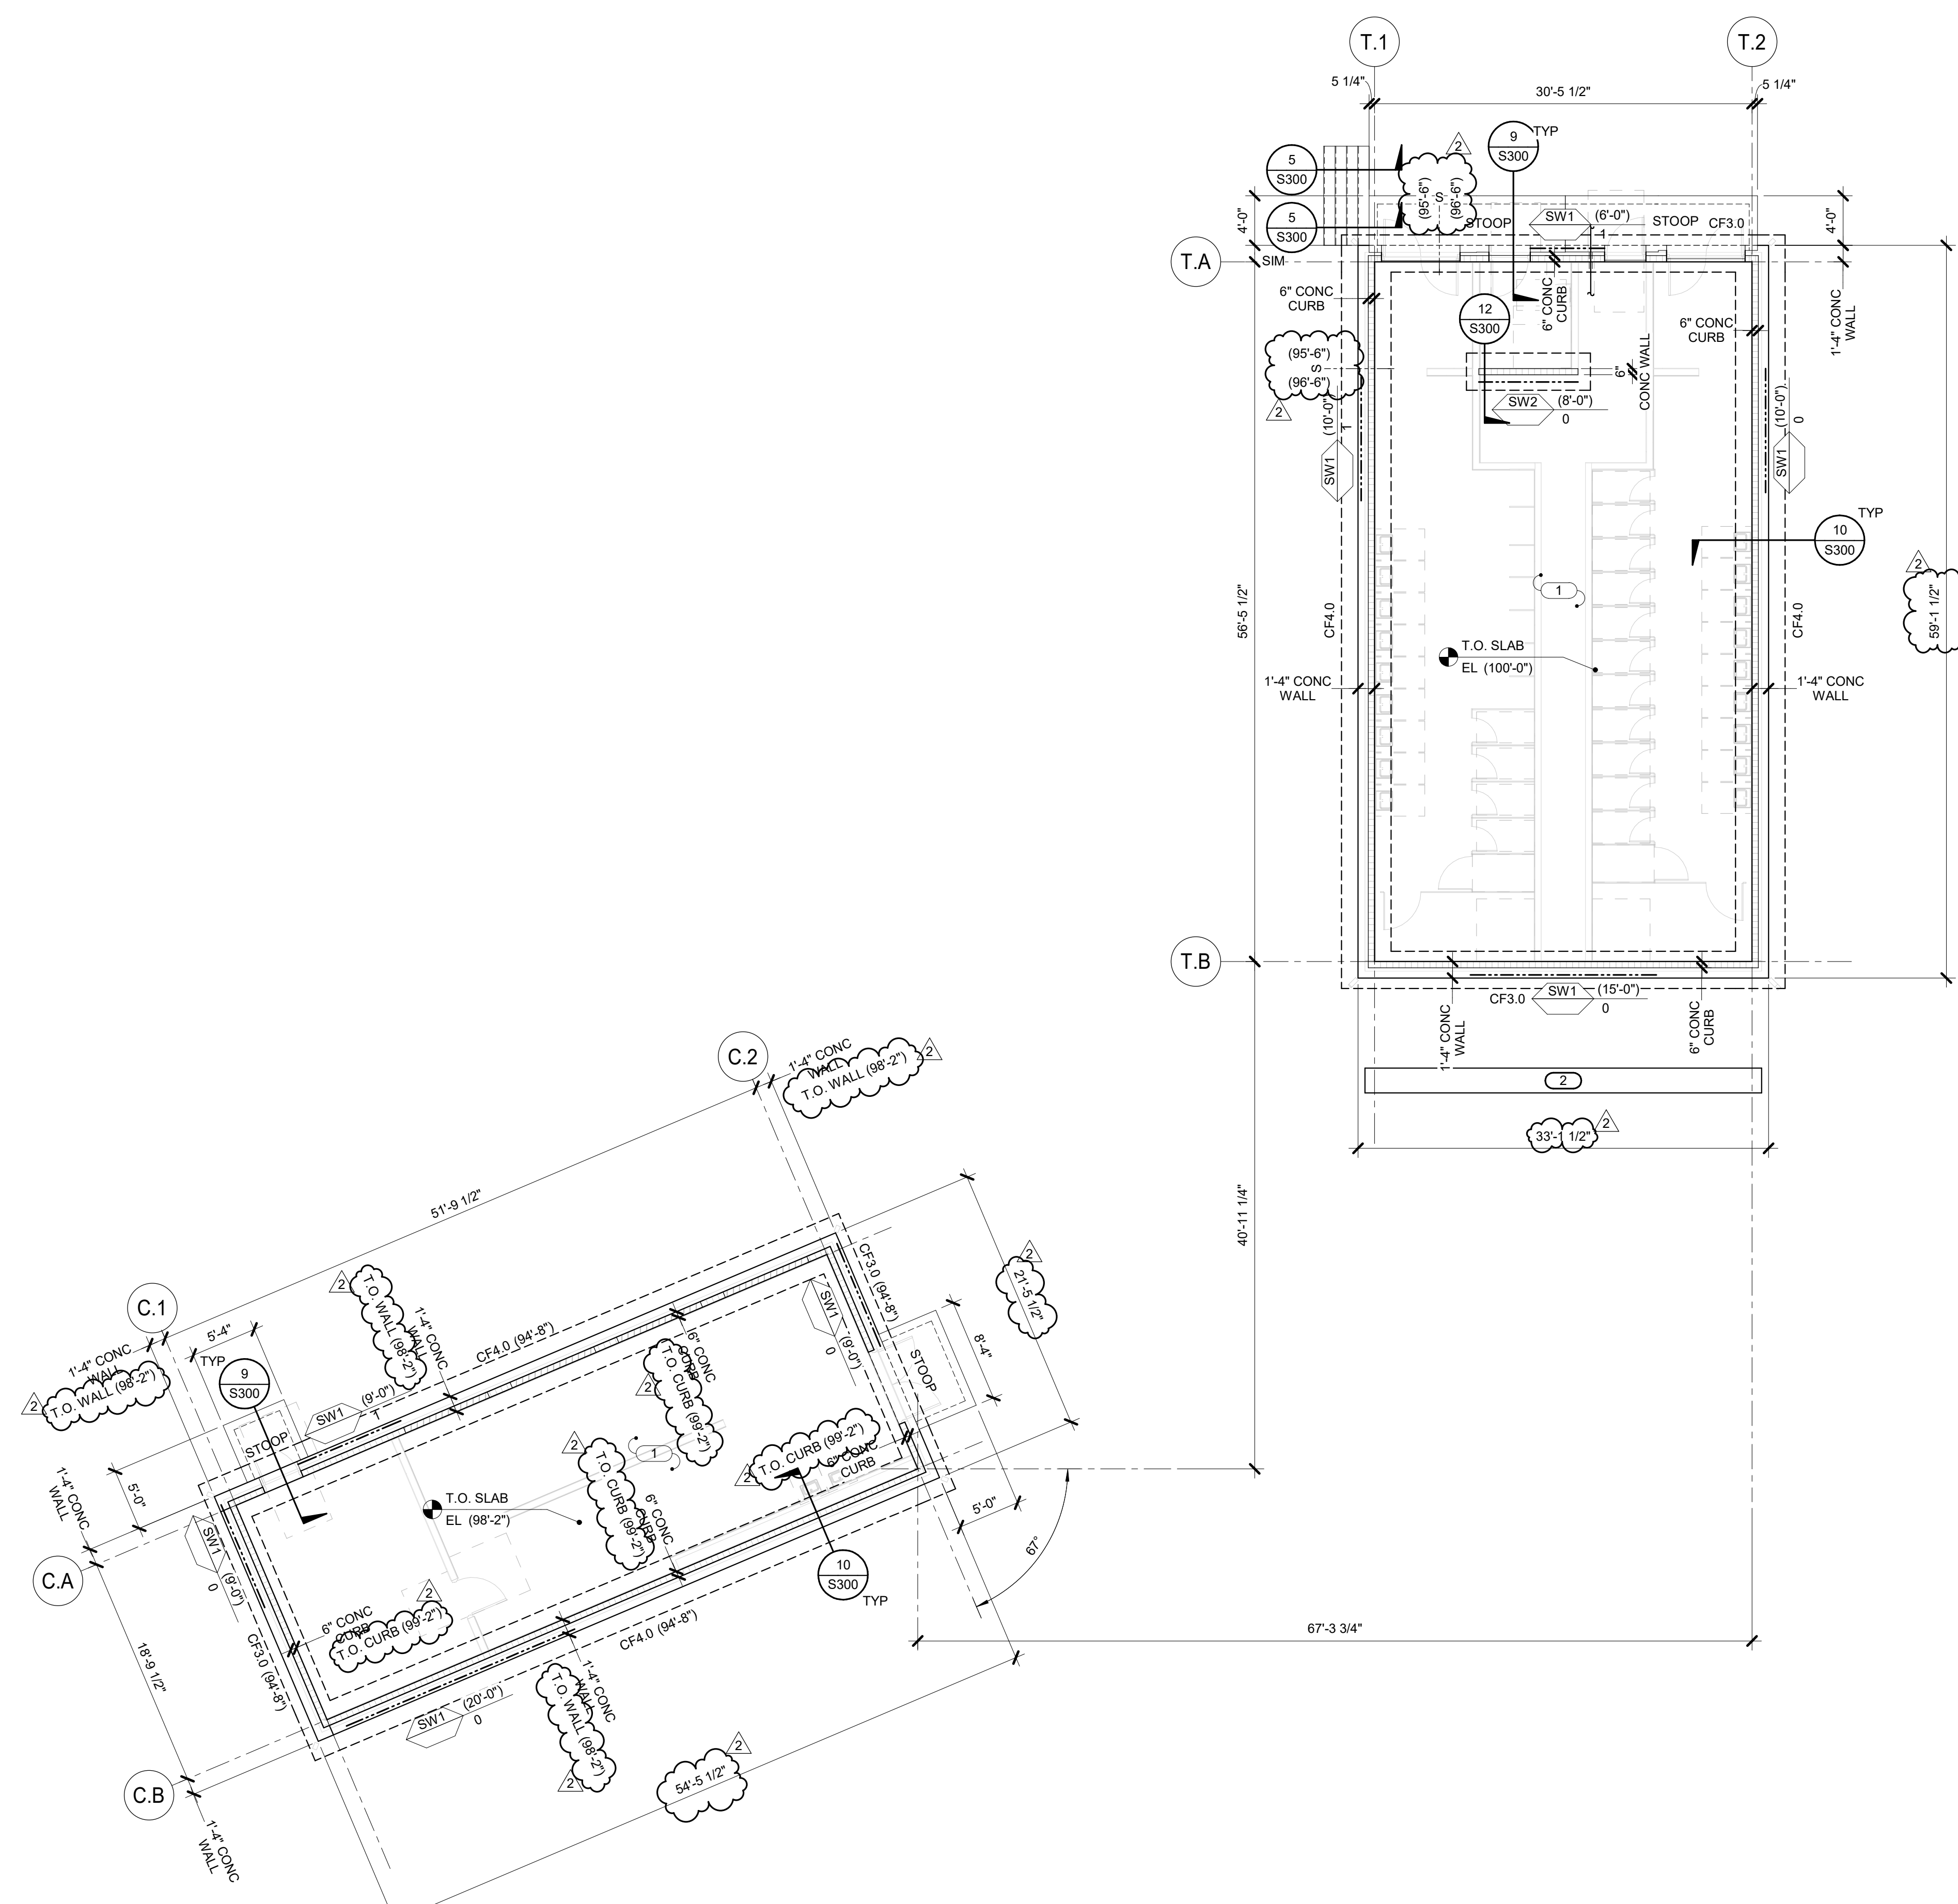 T.1
T.2
5 1/4"
30'-5 1/2"
5 1/4"
2
9
S300
TYP
5
S300
(95'-6")
S
(96'-6")
5
S300
4'-0"
STOOP
SW1
(6'-0")
1
STOOP
CF3.0
4'-0"
T.A
SIM
6" CONC
CURB
6" CONC
CURB
12
S300
6" CONC
CURB
1'-4" CONC
WALL
(95'-6")
S
(96'-6")
2
6"
CONC WALL
SW2
(8'-0")
0
SW1
(10'-0")
1
SW1
(10'-0")
0
10
S300
TYP
2
59'-1 1/2"
56'-5 1/2"
CF4.0
1
CF4.0
T.O. SLAB
EL (100'-0")
1'-4" CONC
WALL
1'-4" CONC
WALL
T.B
CF3.0
SW1
(15'-0")
0
1'-4" CONC
WALL
6" CONC
CURB
2
33'-1 1/2"
2
40'-11 1/4"
C.2
1'-4" CONC
WALL
T.O. WALL (98'-2")
2
51'-9 1/2"
C.1
5'-4"
2
T.O. WALL (98'-2")
1'-4" CONC
WALL
CF4.0 (94'-8")
CF3.0 (94'-8")
2
21'-5 1/2"
SW1
(9'-0")
0
8'-4"
STOOP
1'-4" CONC
WALL
T.O. WALL (98'-2")
2
TYP
9
S300
SW1
(9'-0")
1
STOOP
6" CONC
CURB
T.O. CURB (99'-2")
2
1
T.O. CURB (99'-2")
6" CONC
CURB
2
2
T.O. CURB (99'-2")
6" CONC
CURB
T.O. SLAB
EL (98'-2")
1'-4" CONC
WALL
5'-0"
SW1
(9'-0")
0
C.A
5'-0"
67°
10
S300
TYP
2
6" CONC
CURB
T.O. CURB (99'-2")
CF3.0 (94'-8")
CF4.0 (94'-8")
18'-9 1/2"
67'-3 3/4"
SW1
(20'-0")
0
1'-4" CONC
WALL
T.O. WALL (98'-2")
2
C.B
54'-5 1/2"
2
1'-4" CONC
WALL